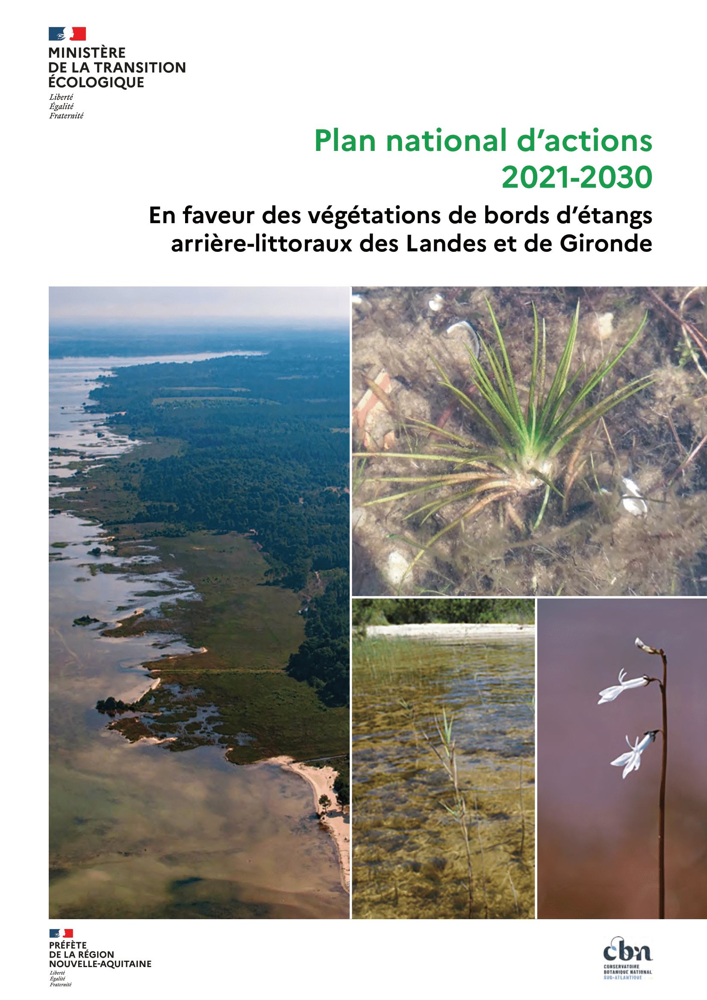 MINISTÈRE
DE LA TRANSITION
ÉCOLOGIQUE
Liberté
Égalité
Fraternité
Plan national d’actions
2021-2030
En faveur des végétations de bords d’étangs
arrière-littoraux des Landes et de Gironde
PRÉFÈTE
DE LA RÉGION
NOUVELLE-AQUITAINE
Liberté
Égalité
Fraternité
cbn
CONSERVATOIRE
BOTANIQUE NATIONAL
SUD-ATLANTIQUE